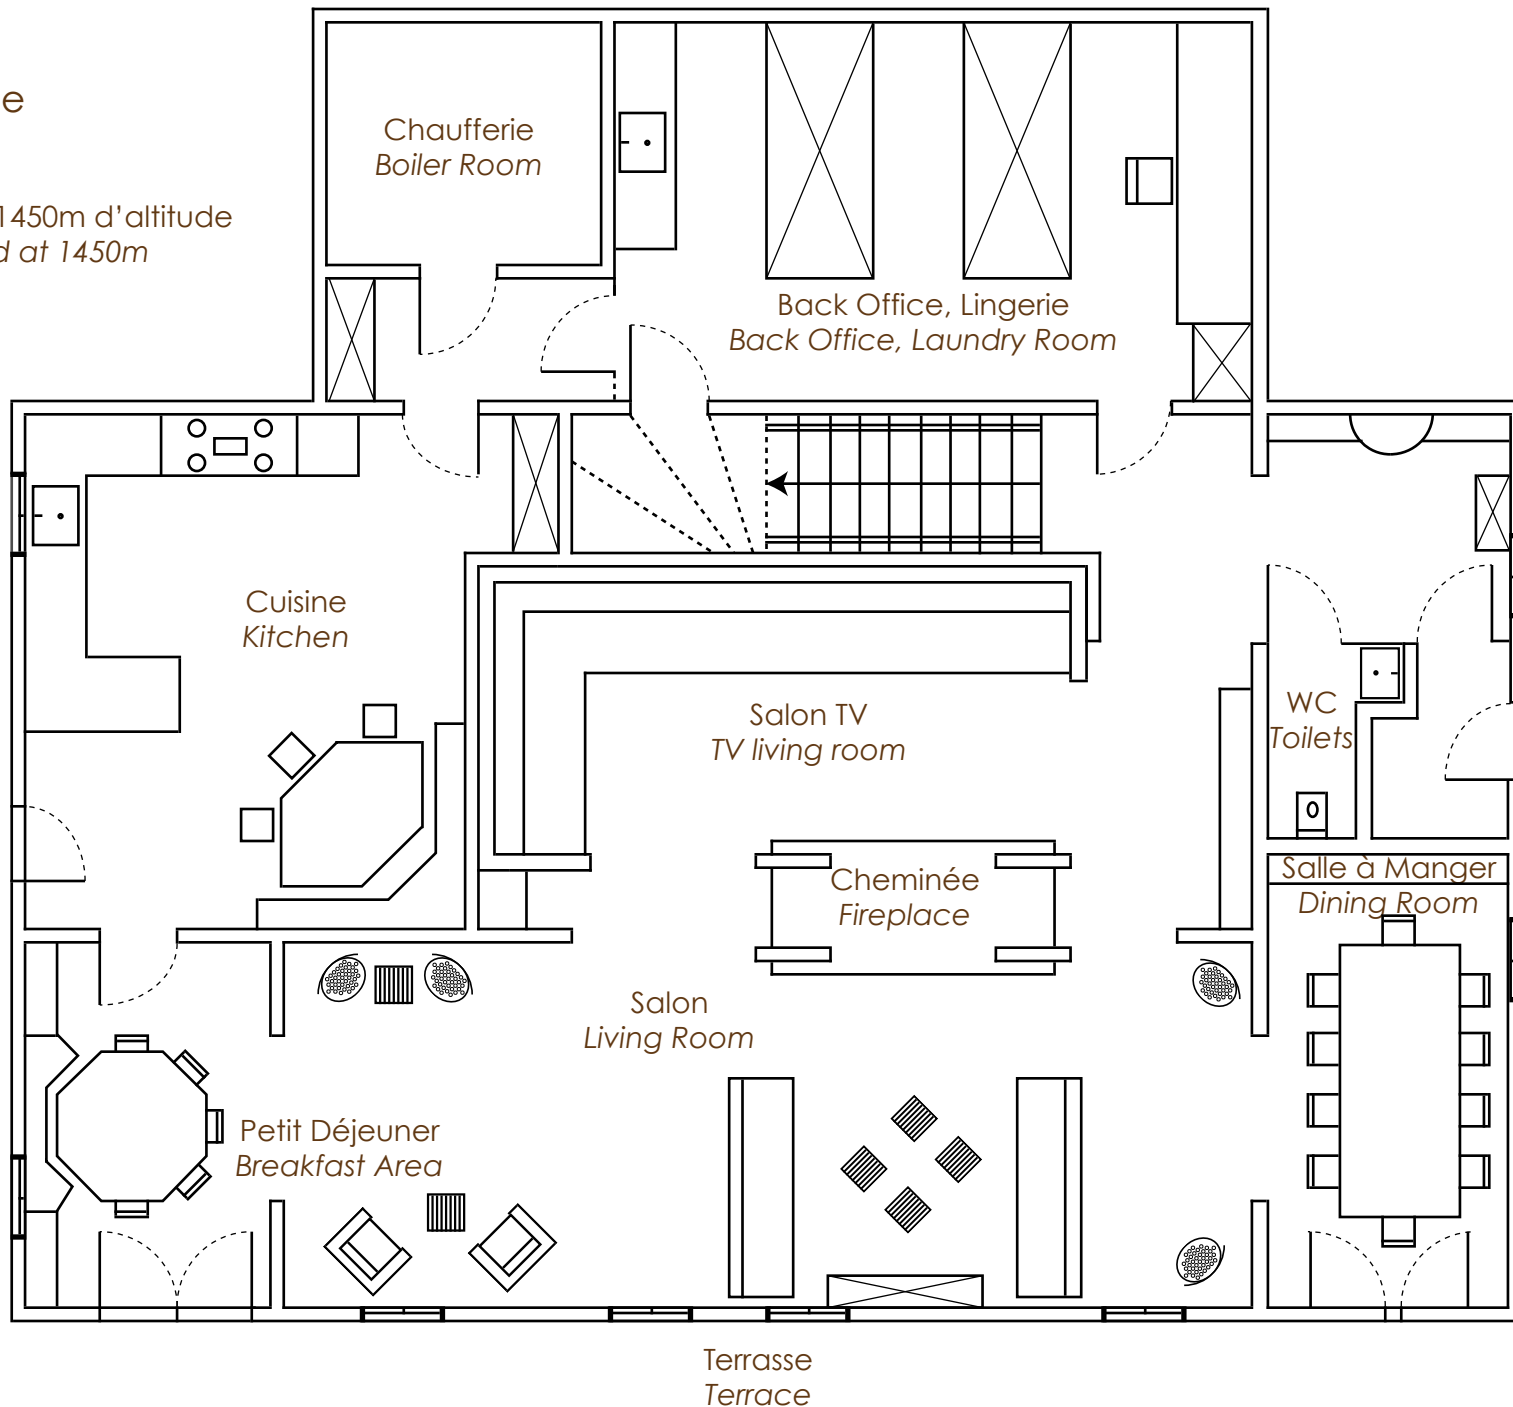 e
1450m d'altitude
d at 1450m
Chaufferie
Boiler Room
Back Office, Lingerie
Back Office, Laundry Room
Cuisine
Kitchen
Salon TV
TV living room
WC
Toilets
Cheminée
Fireplace
Salle à Manger
Dining Room
Salon
Living Room
Petit Déjeuner
Breakfast Area
Terrasse
Terrace